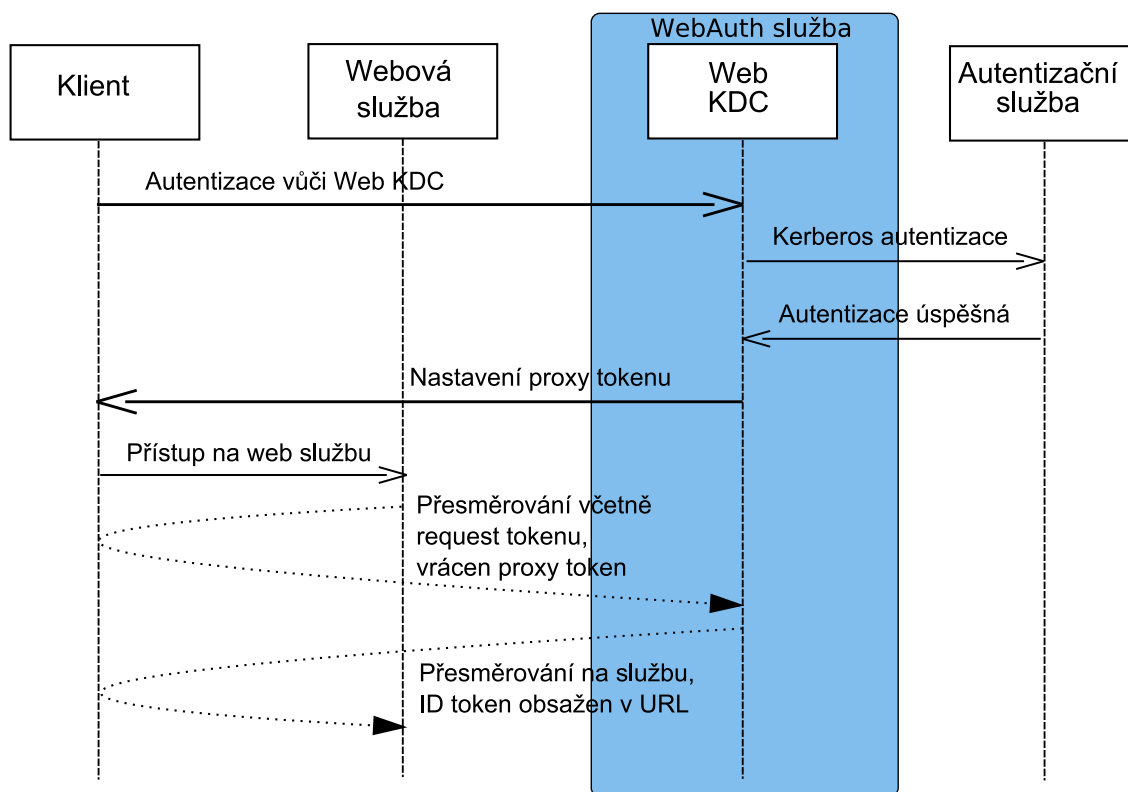 WebAuth služba
Klient
Webová
služba
Web
KDC
Autentizační
služba
Autentizace vůči Web KDC
Kerberos autentizace
Autentizace úspěšná
Nastavení proxy tokenu
Přístup na web službu
Přesměrování včetně
request tokenu,
vrácen proxy token
Přesměrování na službu,
ID token obsažen v URL